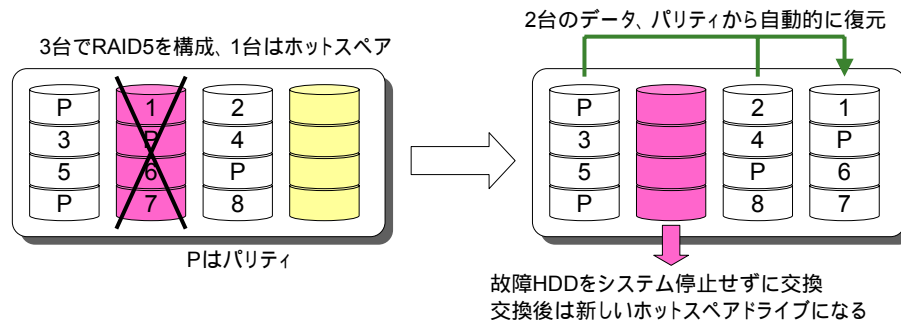 3台でRAID5を構成、1台はホットスペア
2台のデータ、パリティから自動的に復元
P 1 2
3 P 4
5 6 P
P 7 8
P 2 1
3 4 P
5 P 6
P 8 7
Pはパリティ
故障HDDをシステム停止せずに交換
交換後は新しいホットスペアドライブになる